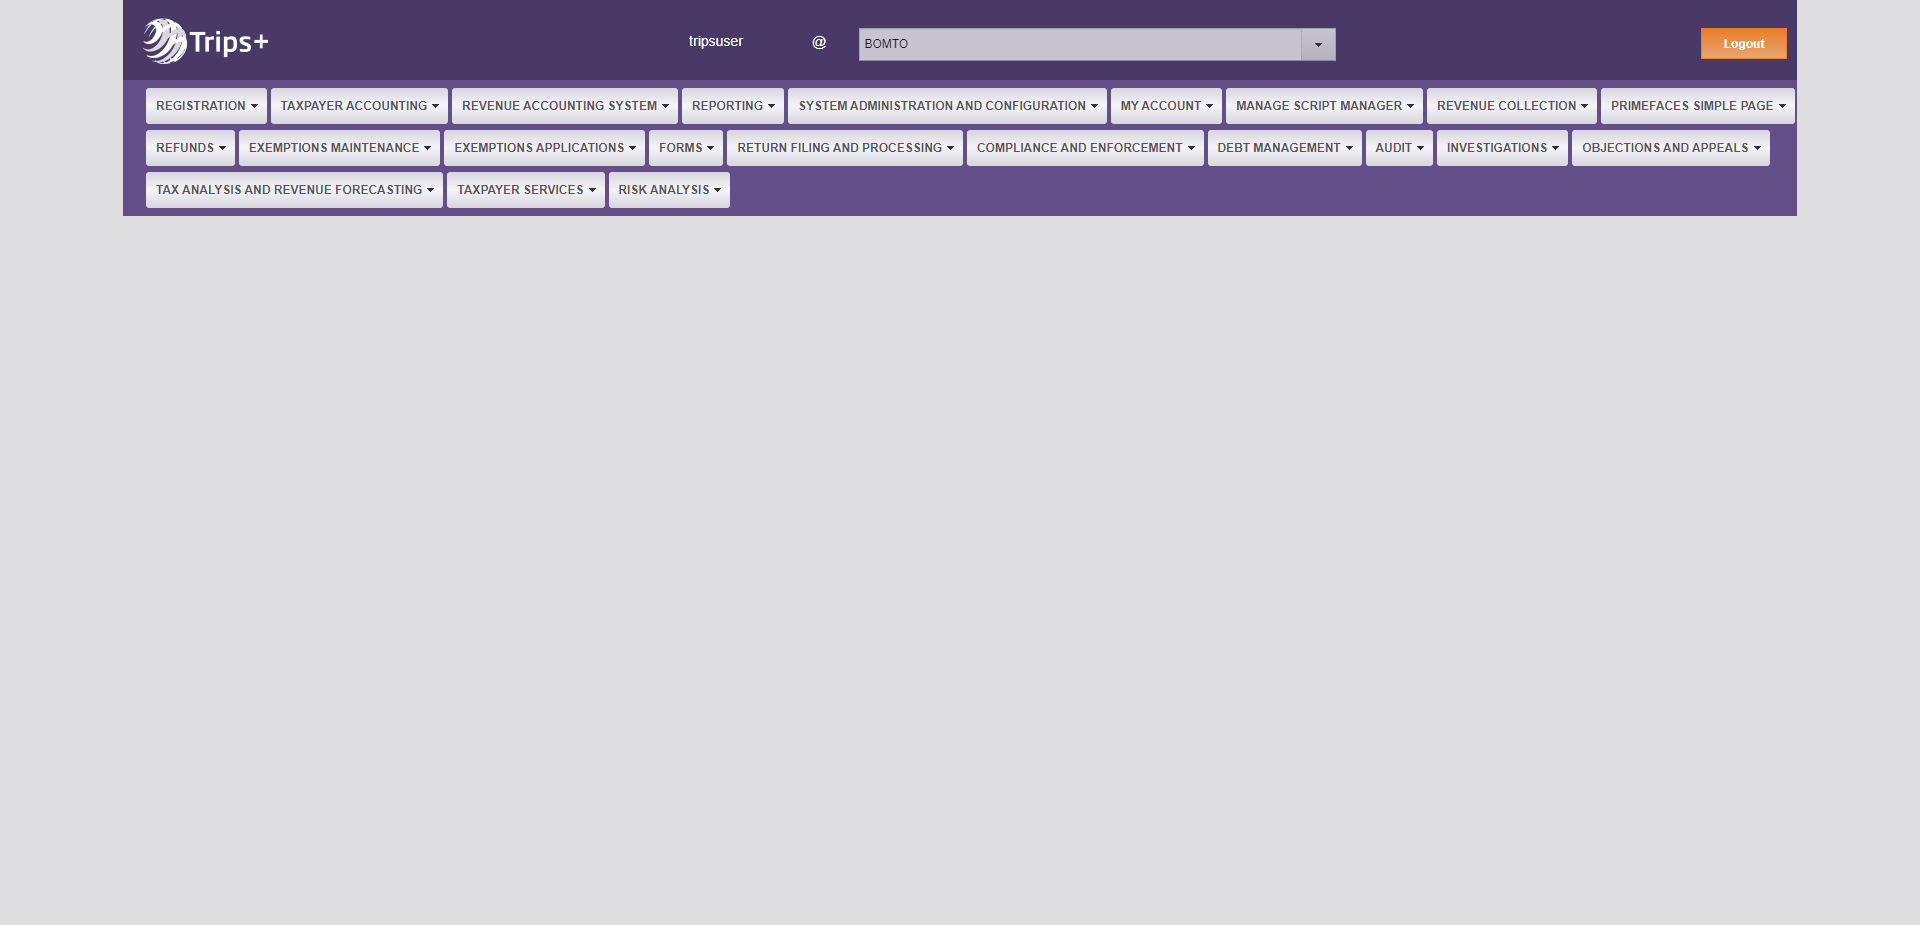 Trips+ tripsuser @ BOMTO Logout
REGISTRATION TAXPAYER ACCOUNTING REVENUE ACCOUNTING SYSTEM REPORTING SYSTEM ADMINISTRATION AND CONFIGURATION MY ACCOUNT MANAGE SCRIPT MANAGER REVENUE COLLECTION PRIMEFACES SIMPLE PAGE
REFUNDS EXEMPTIONS MAINTENANCE EXEMPTIONS APPLICATIONS FORMS RETURN FILING AND PROCESSING COMPLIANCE AND ENFORCEMENT DEBT MANAGEMENT AUDIT INVESTIGATIONS OBJECTIONS AND APPEALS
TAX ANALYSIS AND REVENUE FORECASTING TAXPAYER SERVICES RISK ANALYSIS